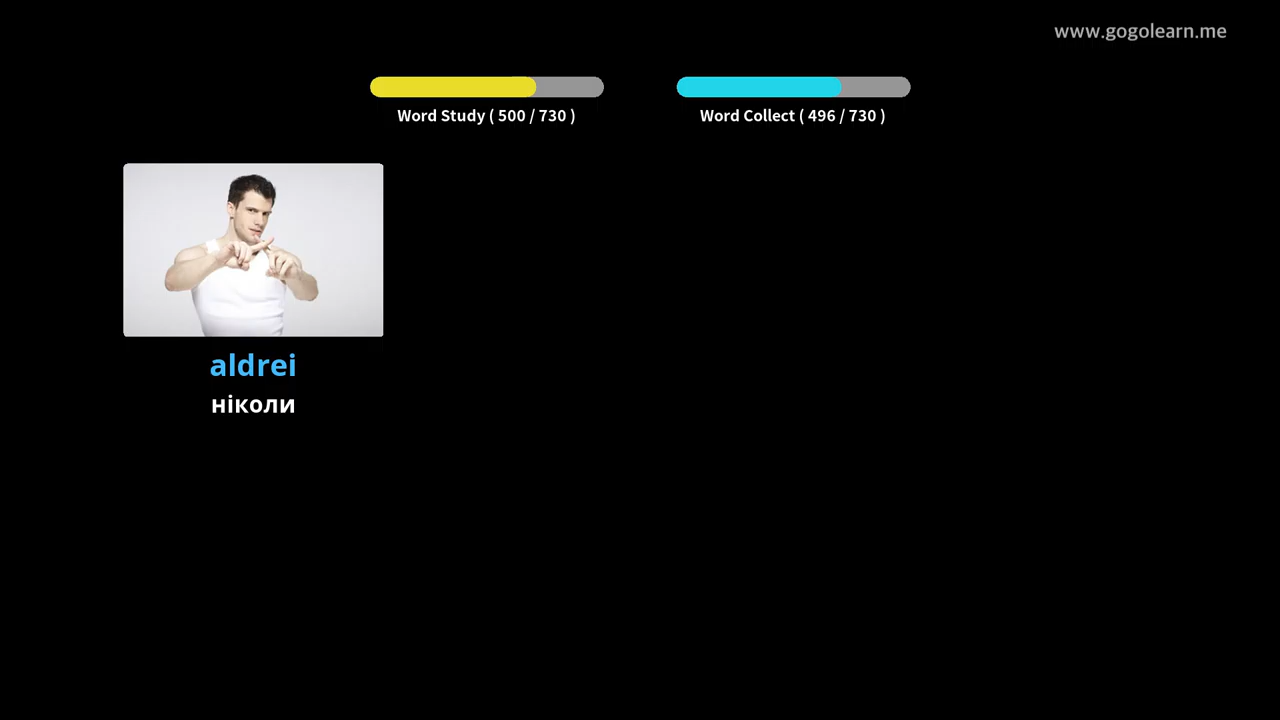 www.gogolearn.me
Word Study ( 500 / 730 )
Word Collect ( 496 / 730 )
aldrei
ніколи